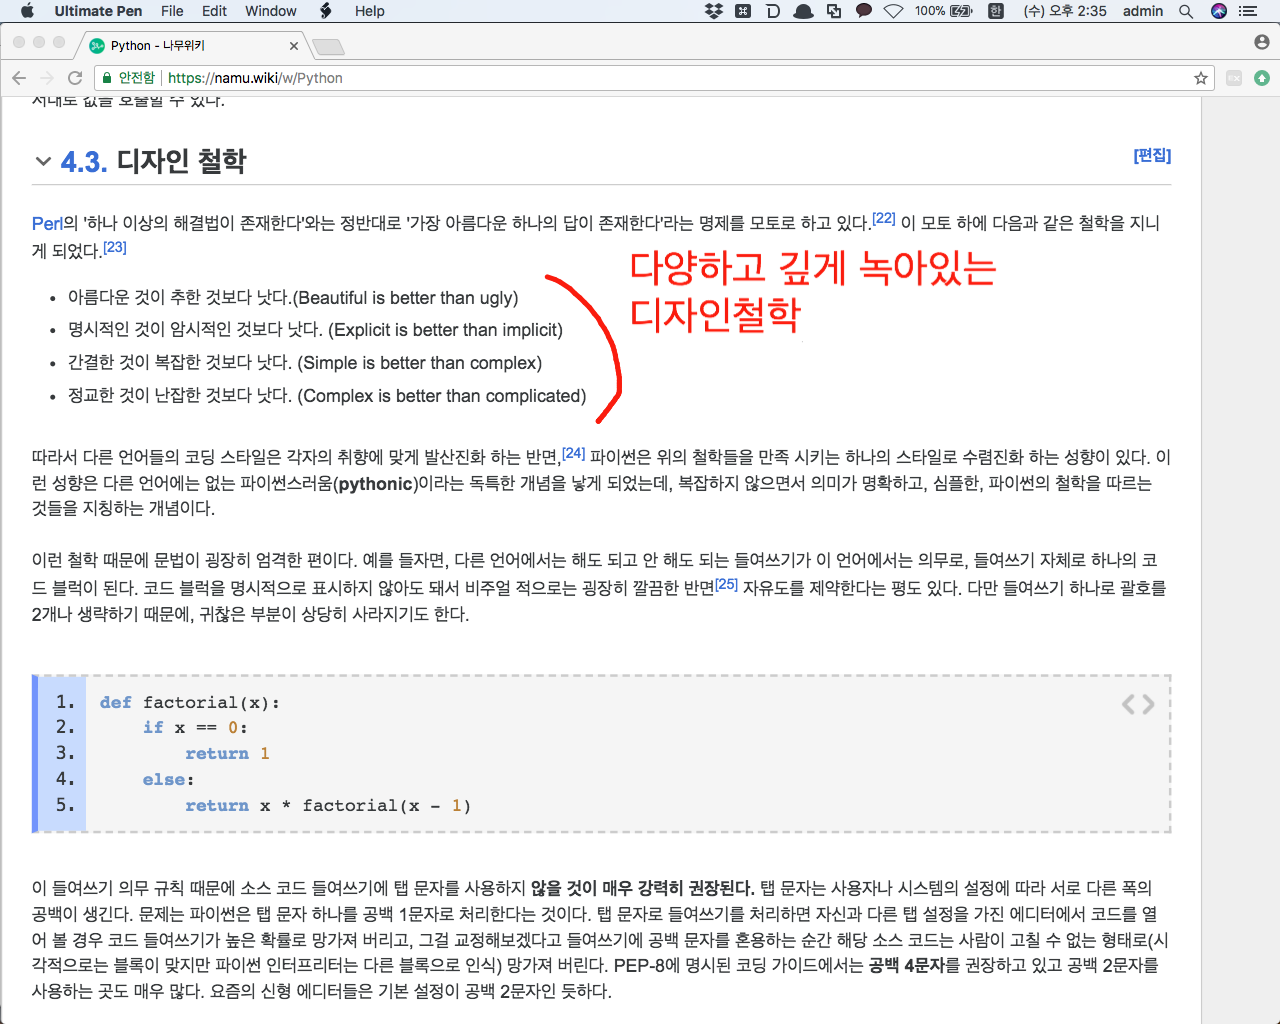 Ultimate Pen File Edit Window Help 100% 한 (수) 오후 2:35 admin
Python - 나무위키
안전함 https://namu.wiki/w/Python
서대로 값을 호출할 수 있다.
4.3. 디자인 철학 [편집]
Perl의 '하나 이상의 해결법이 존재한다'와는 정반대로 '가장 아름다운 하나의 답이 존재한다'라는 명제를 모토로 하고 있다.[22] 이 모토 하에 다음과 같은 철학을 지니
게 되었다.[23]
다양하고 깊게 녹아있는
디자인철학
• 아름다운 것이 추한 것보다 낫다.(Beautiful is better than ugly)
• 명시적인 것이 암시적인 것보다 낫다. (Explicit is better than implicit)
• 간결한 것이 복잡한 것보다 낫다. (Simple is better than complex)
• 정교한 것이 난잡한 것보다 낫다. (Complex is better than complicated)
따라서 다른 언어들의 코딩 스타일은 각자의 취향에 맞게 발산진화 하는 반면,[24] 파이썬은 위의 철학들을 만족 시키는 하나의 스타일로 수렴진화 하는 성향이 있다. 이
런 성향은 다른 언어에는 없는 파이썬스러움(pythonic)이라는 독특한 개념을 낳게 되었는데, 복잡하지 않으면서 의미가 명확하고, 심플한, 파이썬의 철학을 따르는
것들을 지칭하는 개념이다.
이런 철학 때문에 문법이 굉장히 엄격한 편이다. 예를 들자면, 다른 언어에서는 해도 되고 안 해도 되는 들여쓰기가 이 언어에서는 의무로, 들여쓰기 자체로 하나의 코
드 블럭이 된다. 코드 블럭을 명시적으로 표시하지 않아도 돼서 비주얼 적으로는 굉장히 깔끔한 반면[25] 자유도를 제약한다는 평도 있다. 다만 들여쓰기 하나로 괄호를
2개나 생략하기 때문에, 귀찮은 부분이 상당히 사라지기도 한다.
1. def factorial(x):
2. if x == 0:
3. return 1
4. else:
5. return x * factorial(x - 1)
이 들여쓰기 의무 규칙 때문에 소스 코드 들여쓰기에 탭 문자를 사용하지 않을 것이 매우 강력히 권장된다. 탭 문자는 사용자나 시스템의 설정에 따라 서로 다른 폭의
공백이 생긴다. 문제는 파이썬은 탭 문자 하나를 공백 1문자로 처리한다는 것이다. 탭 문자로 들여쓰기를 처리하면 자신과 다른 탭 설정을 가진 에디터에서 코드를 열
어 볼 경우 코드 들여쓰기가 높은 확률로 망가져 버리고, 그걸 교정해보겠다고 들여쓰기에 공백 문자를 혼용하는 순간 해당 소스 코드는 사람이 고칠 수 없는 형태로(시
각적으로는 블록이 맞지만 파이썬 인터프리터는 다른 블록으로 인식) 망가져 버린다. PEP-8에 명시된 코딩 가이드에서는 공백 4문자를 권장하고 있고 공백 2문자를
사용하는 곳도 매우 많다. 요즘의 신형 에디터들은 기본 설정이 공백 2문자인 듯하다.